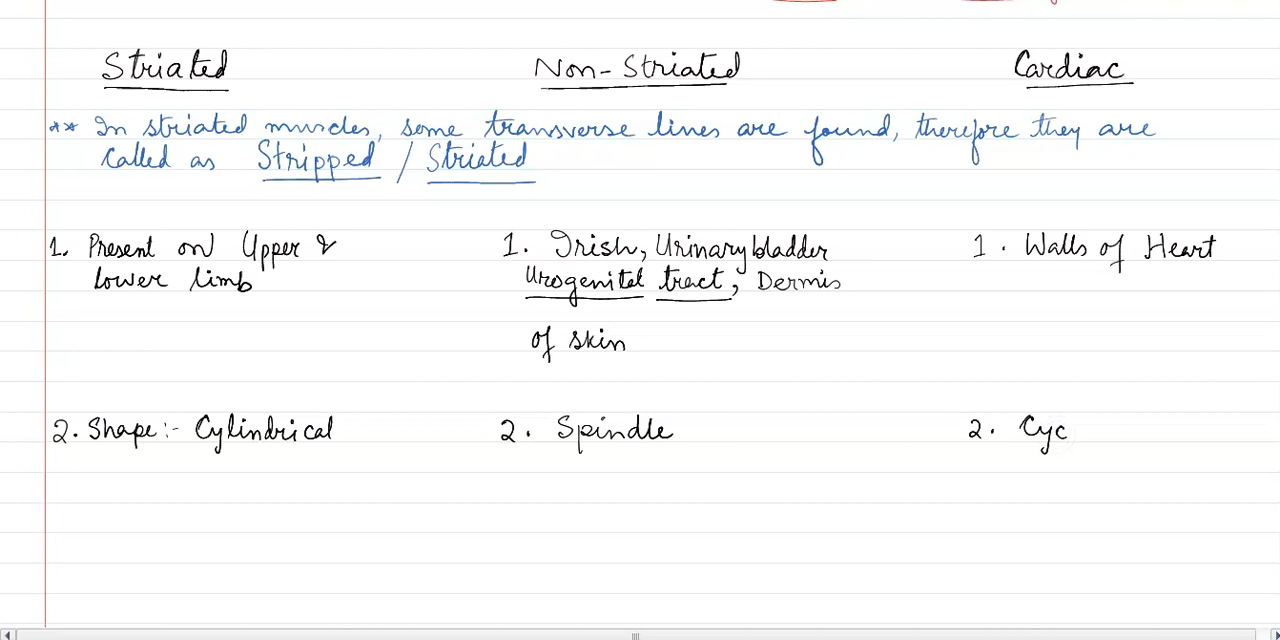 Striated Non-Striated Cardiac
** In striated muscles, some transverse lines are found, therefore they are
called as Stripped / Striated
1. Present on Upper &
lower limb
1. Irish, Urinary bladder
Urogenital tract, Dermis
of skin
1. Walls of Heart
2. Shape:- Cylindrical
2. Spindle
2. Cyc